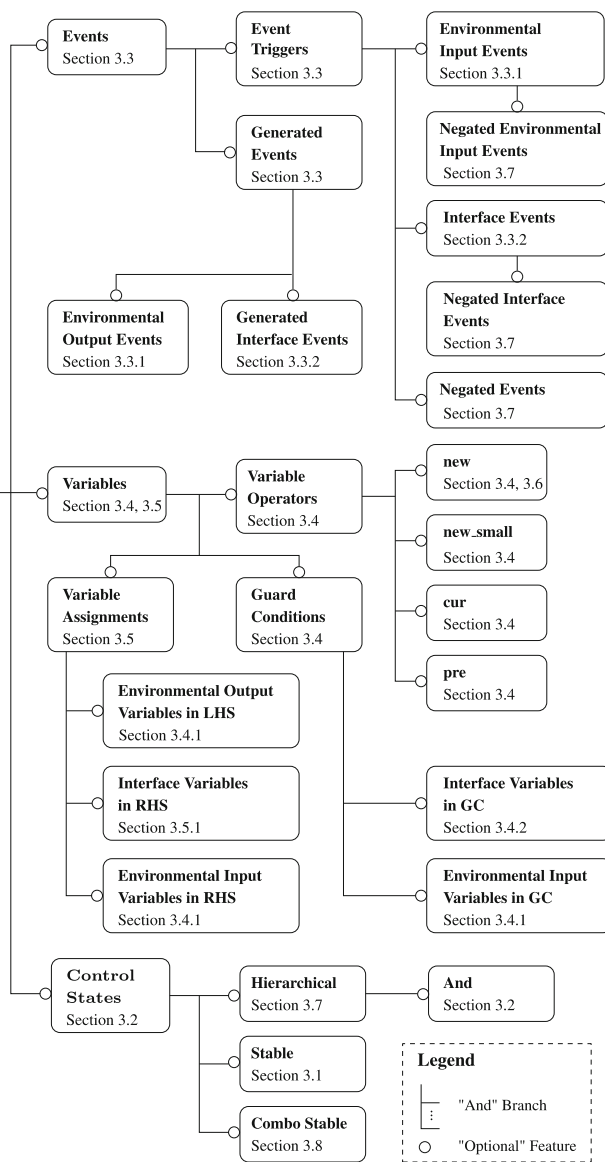 Events
Section 3.3
Event
Triggers
Section 3.3
Environmental
Input Events
Section 3.3.1
Negated Environmental
Input Events
Section 3.7
Generated
Events
Section 3.3
Interface Events
Section 3.3.2
Negated Interface
Events
Section 3.7
Environmental
Output Events
Section 3.3.1
Generated
Interface Events
Section 3.3.2
Negated Events
Section 3.7
Variables
Section 3.4, 3.5
Variable
Operators
Section 3.4
new
Section 3.4, 3.6
new_small
Section 3.4
cur
Section 3.4
pre
Section 3.4
Variable
Assignments
Section 3.5
Guard
Conditions
Section 3.4
Environmental Output
Variables in LHS
Section 3.4.1
Interface Variables
in RHS
Section 3.5.1
Environmental Input
Variables in RHS
Section 3.4.1
Interface Variables
in GC
Section 3.4.2
Environmental Input
Variables in GC
Section 3.4.1
Control
States
Section 3.2
Hierarchical
Section 3.7
And
Section 3.2
Stable
Section 3.1
Combo Stable
Section 3.8
Legend
"And" Branch
"Optional" Feature